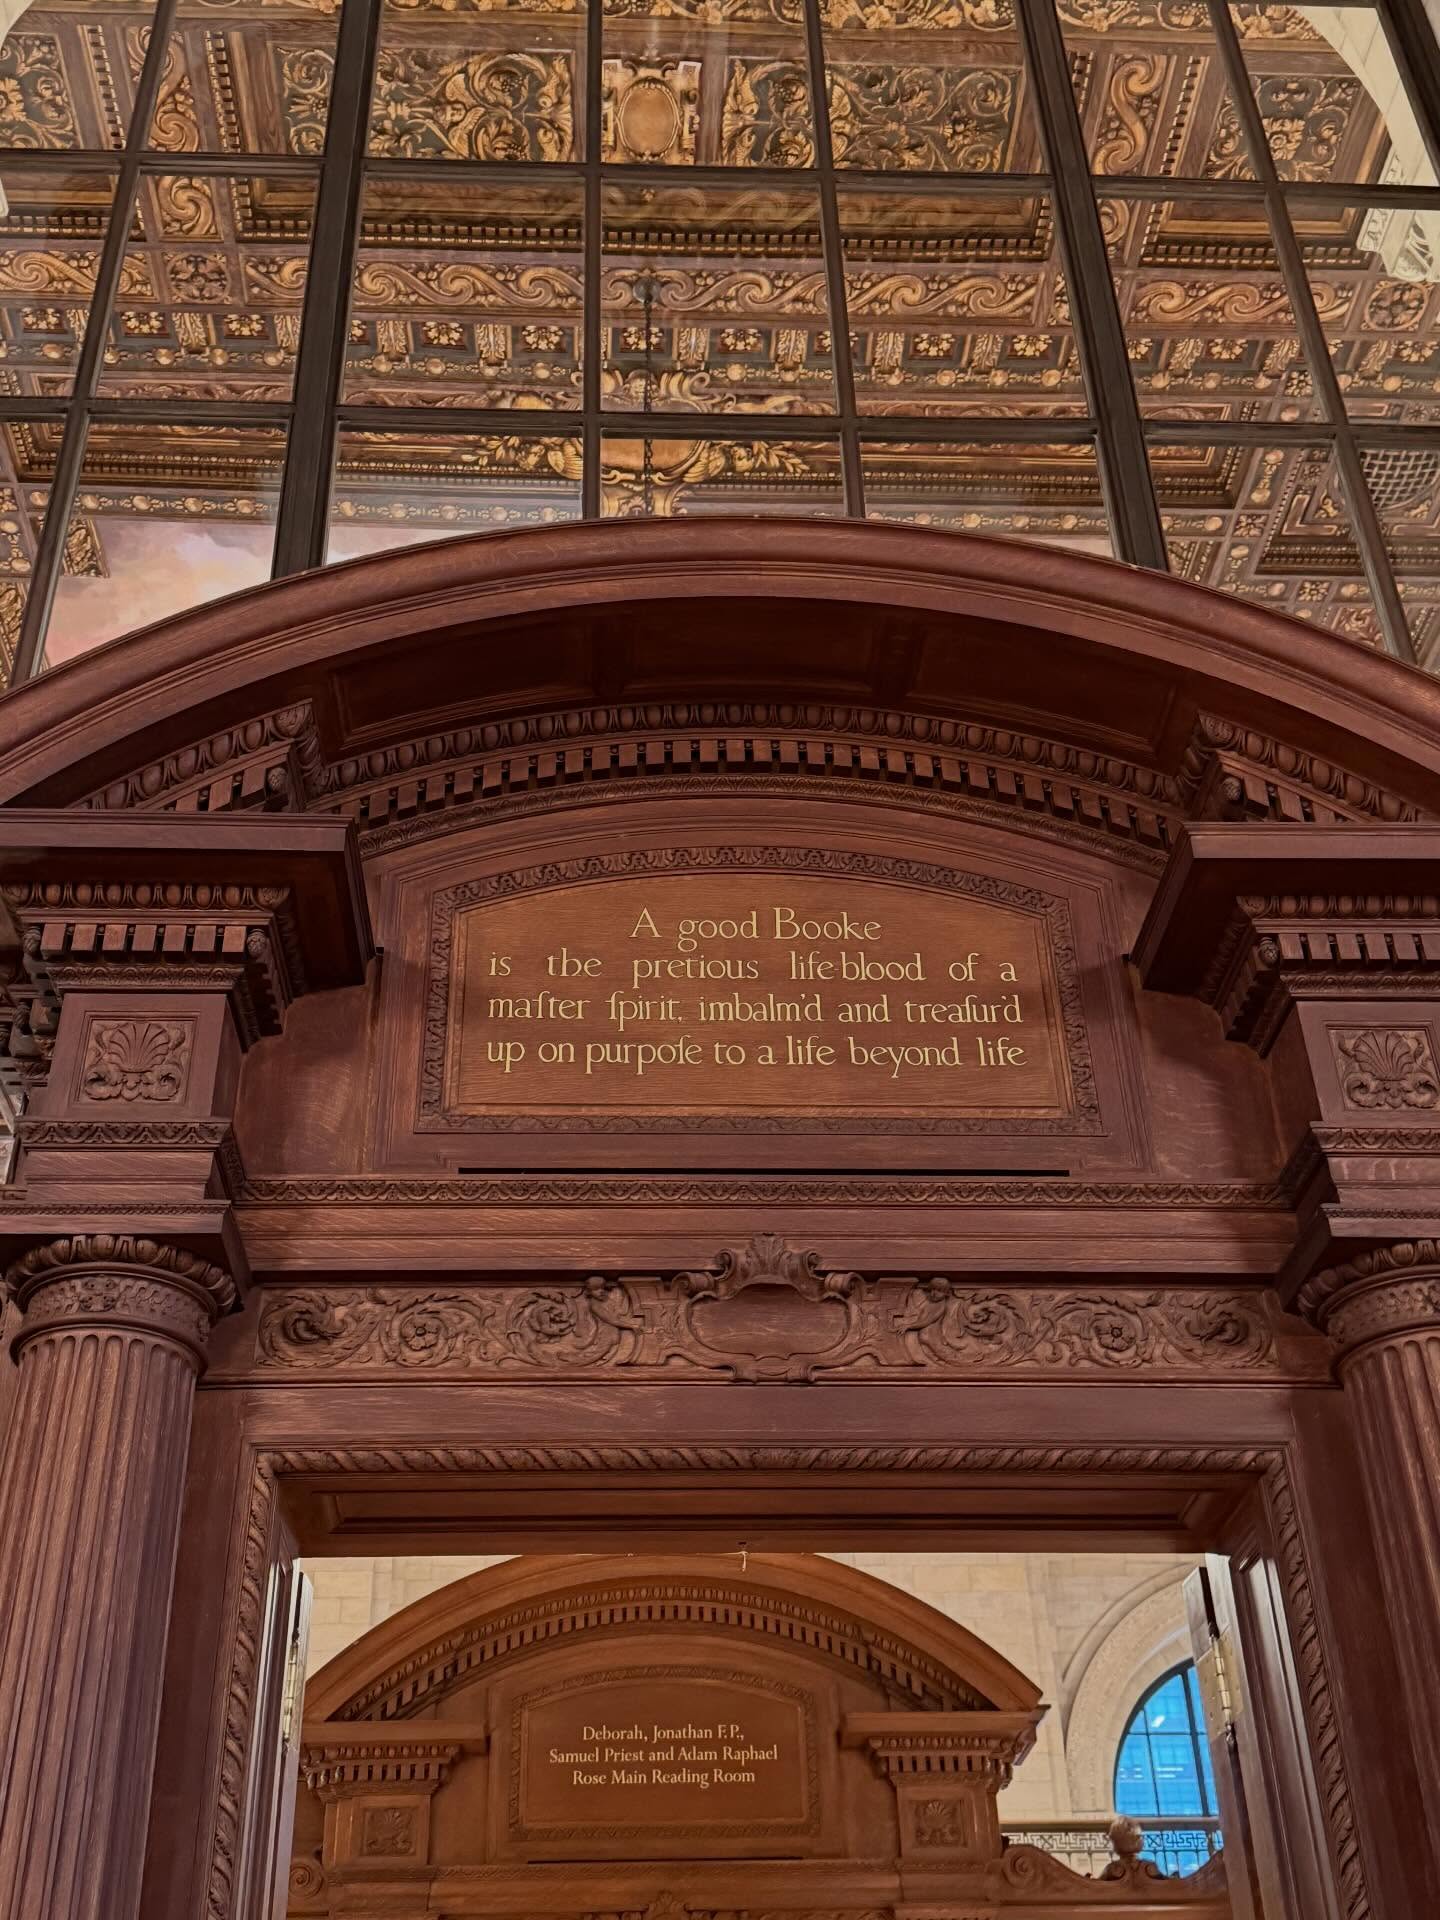 A good Booke
is the pretious life-blood of a
maſter ſpirit, imbalm'd and treaſur'd
up on purpoſe to a life beyond life
Deborah, Jonathan F. P.,
Samuel Priest and Adam Raphael
Rose Main Reading Room